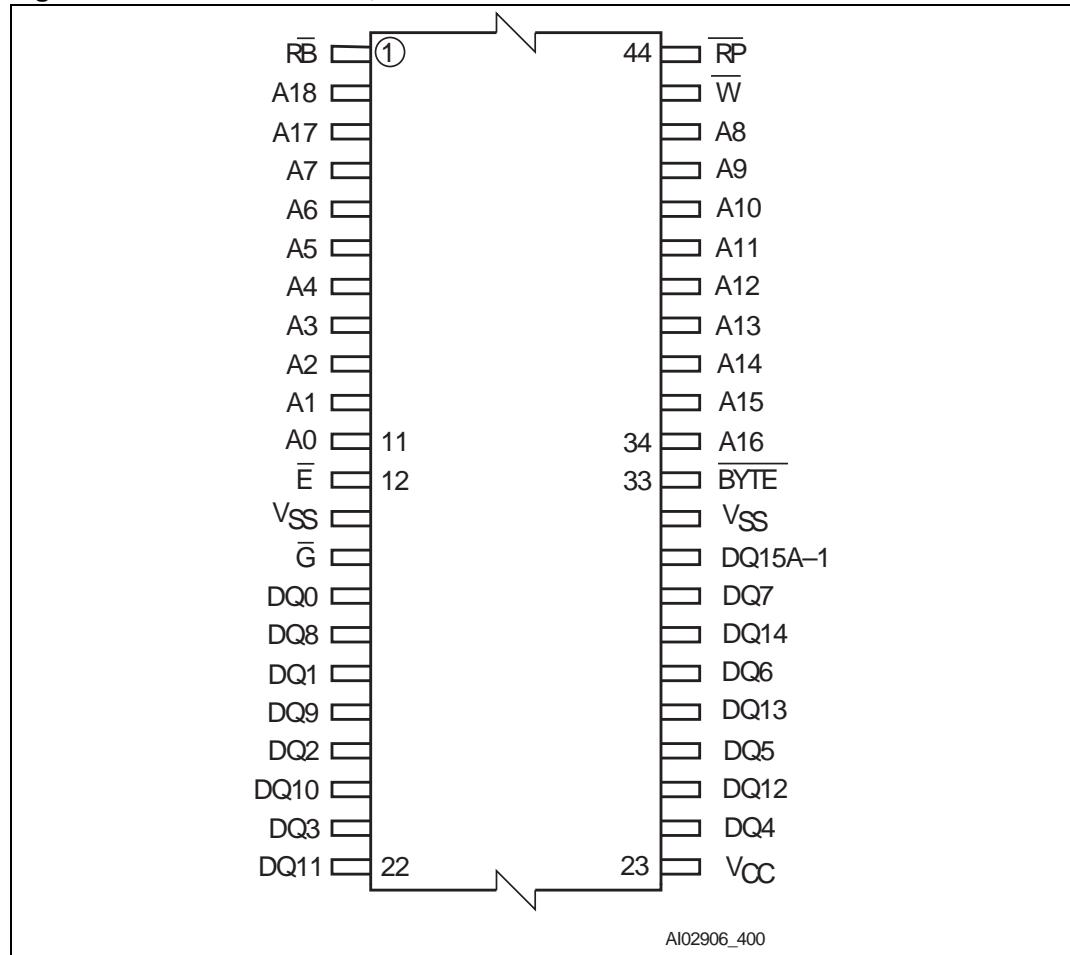 RB 1 44 RP
A18 W
A17 A8
A7 A9
A6 A10
A5 A11
A4 A12
A3 A13
A2 A14
A1 A15
A0 11 34 A16
E 12 33 BYTE
VSS VSS
G DQ15A–1
DQ0 DQ7
DQ8 DQ14
DQ1 DQ6
DQ9 DQ13
DQ2 DQ5
DQ10 DQ12
DQ3 DQ4
DQ11 22 23 VCC
AI02906_400